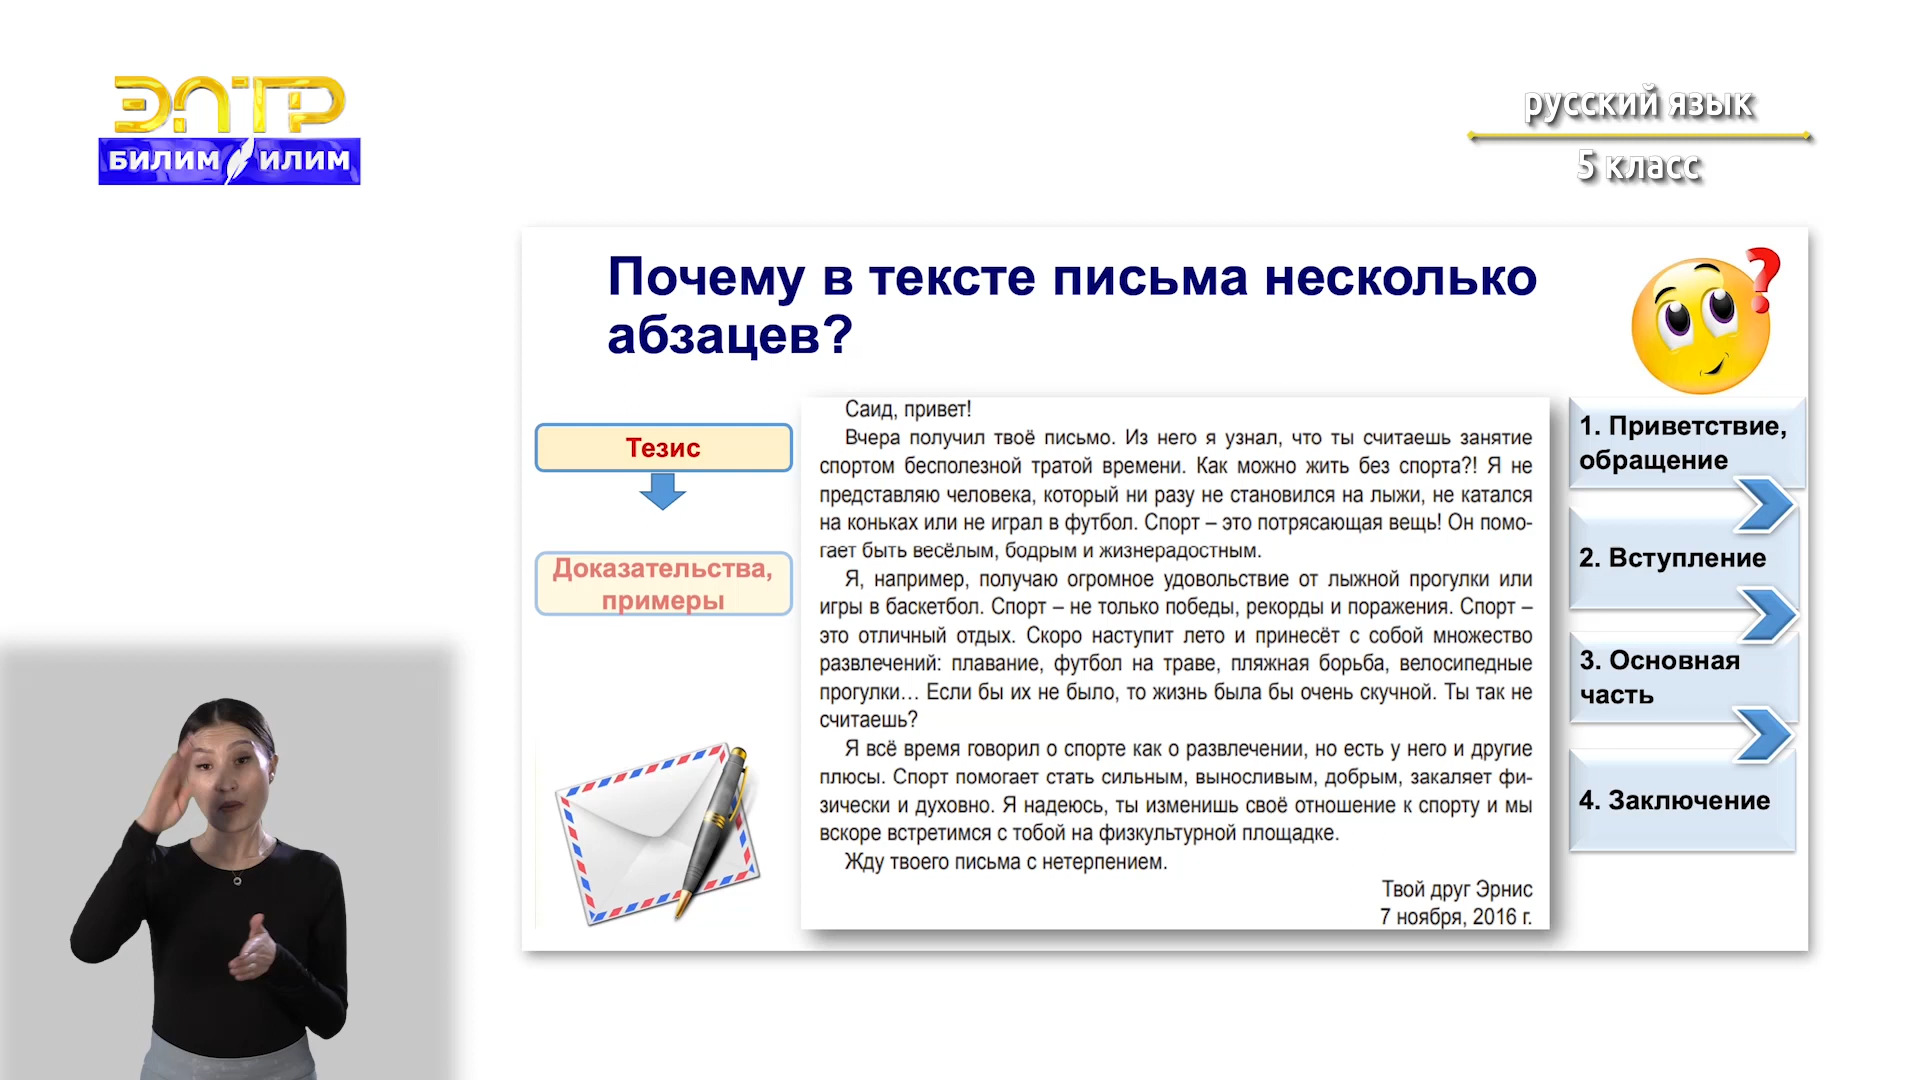 ЭЛТР
БИЛИМ ИЛИМ
русский язык
5 класс
Почему в тексте письма несколько
абзацев?
Тезис
Доказательства,
примеры
Саид, привет!
Вчера получил твоё письмо. Из него я узнал, что ты считаешь занятие
спортом бесполезной тратой времени. Как можно жить без спорта?! Я не
представляю человека, который ни разу не становился на лыжи, не катался
на коньках или не играл в футбол. Спорт – это потрясающая вещь! Он помо-
гает быть весёлым, бодрым и жизнерадостным.
Я, например, получаю огромное удовольствие от лыжной прогулки или
игры в баскетбол. Спорт – не только победы, рекорды и поражения. Спорт –
это отличный отдых. Скоро наступит лето и принесёт с собой множество
развлечений: плавание, футбол на траве, пляжная борьба, велосипедные
прогулки… Если бы их не было, то жизнь была бы очень скучной. Ты так не
считаешь?
Я всё время говорил о спорте как о развлечении, но есть у него и другие
плюсы. Спорт помогает стать сильным, выносливым, добрым, закаляет фи-
зически и духовно. Я надеюсь, ты изменишь своё отношение к спорту и мы
вскоре встретимся с тобой на физкультурной площадке.
Жду твоего письма с нетерпением.
Твой друг Эрнис
7 ноября, 2016 г.
1. Приветствие,
обращение
2. Вступление
3. Основная
часть
4. Заключение